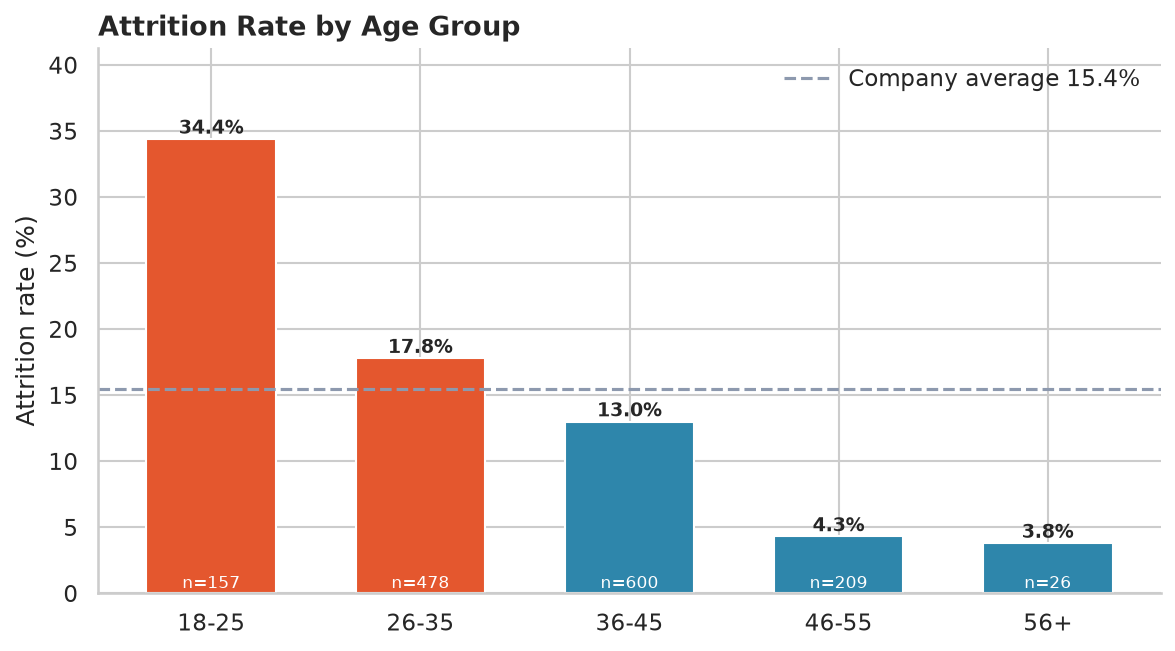 Attrition Rate by Age Group
Company average 15.4%
Attrition rate (%)
40
35
30
25
20
15
10
5
0
34.4%
17.8%
13.0%
4.3%
3.8%
n=157
n=478
n=600
n=209
n=26
18-25
26-35
36-45
46-55
56+